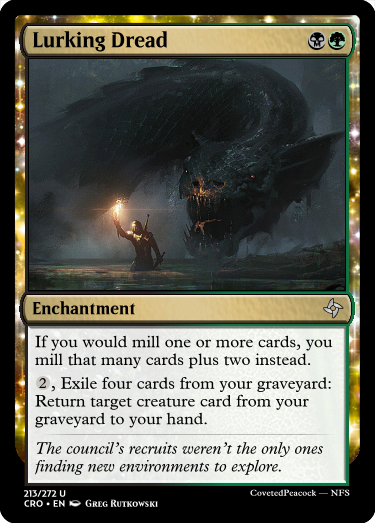 Lurking Dread
Enchantment
If you would mill one or more cards, you
mill that many cards plus two instead.
2, Exile four cards from your graveyard:
Return target creature card from your
graveyard to your hand.
The council's recruits weren't the only ones
finding new environments to explore.
213/272 U
CRO • EN Greg Rutkowski
CovetedPeacock — NFS